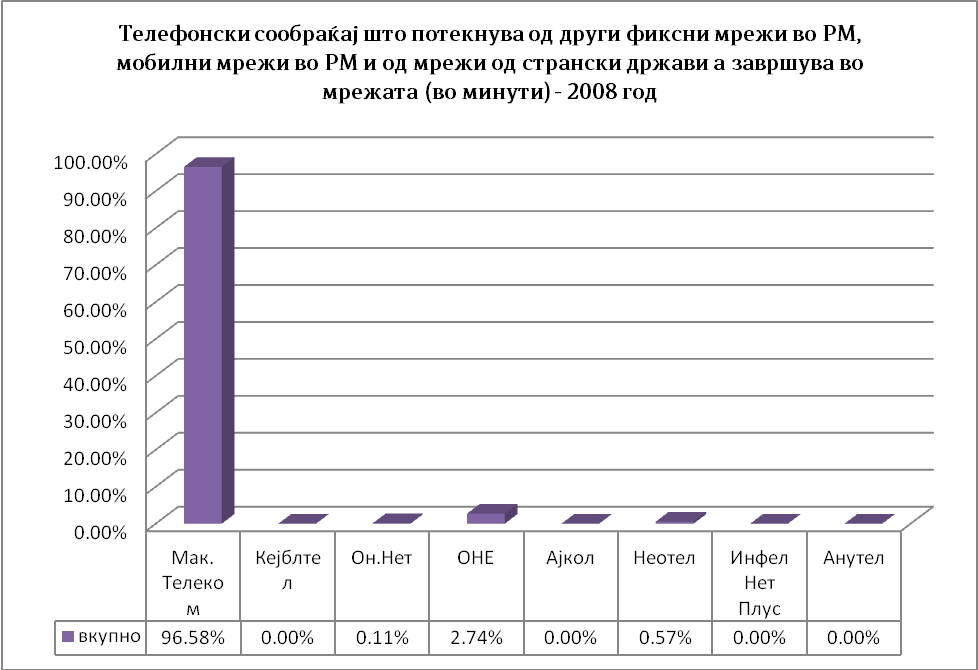 Телефонски сообраќај што потекнува од други фиксни мрежи во РМ,
мобилни мрежи во РМ и од мрежи од странски држави а завршува во
мрежата (во минути) - 2008 год
100.00%
90.00%
80.00%
70.00%
60.00%
50.00%
40.00%
30.00%
20.00%
10.00%
0.00%
Мак. Кејблте Он.Нет ОНЕ Ајкол Неотел Инфел Анутел
Телеко л Нет
м Плус
вкупно 96.58% 0.00% 0.11% 2.74% 0.00% 0.57% 0.00% 0.00%